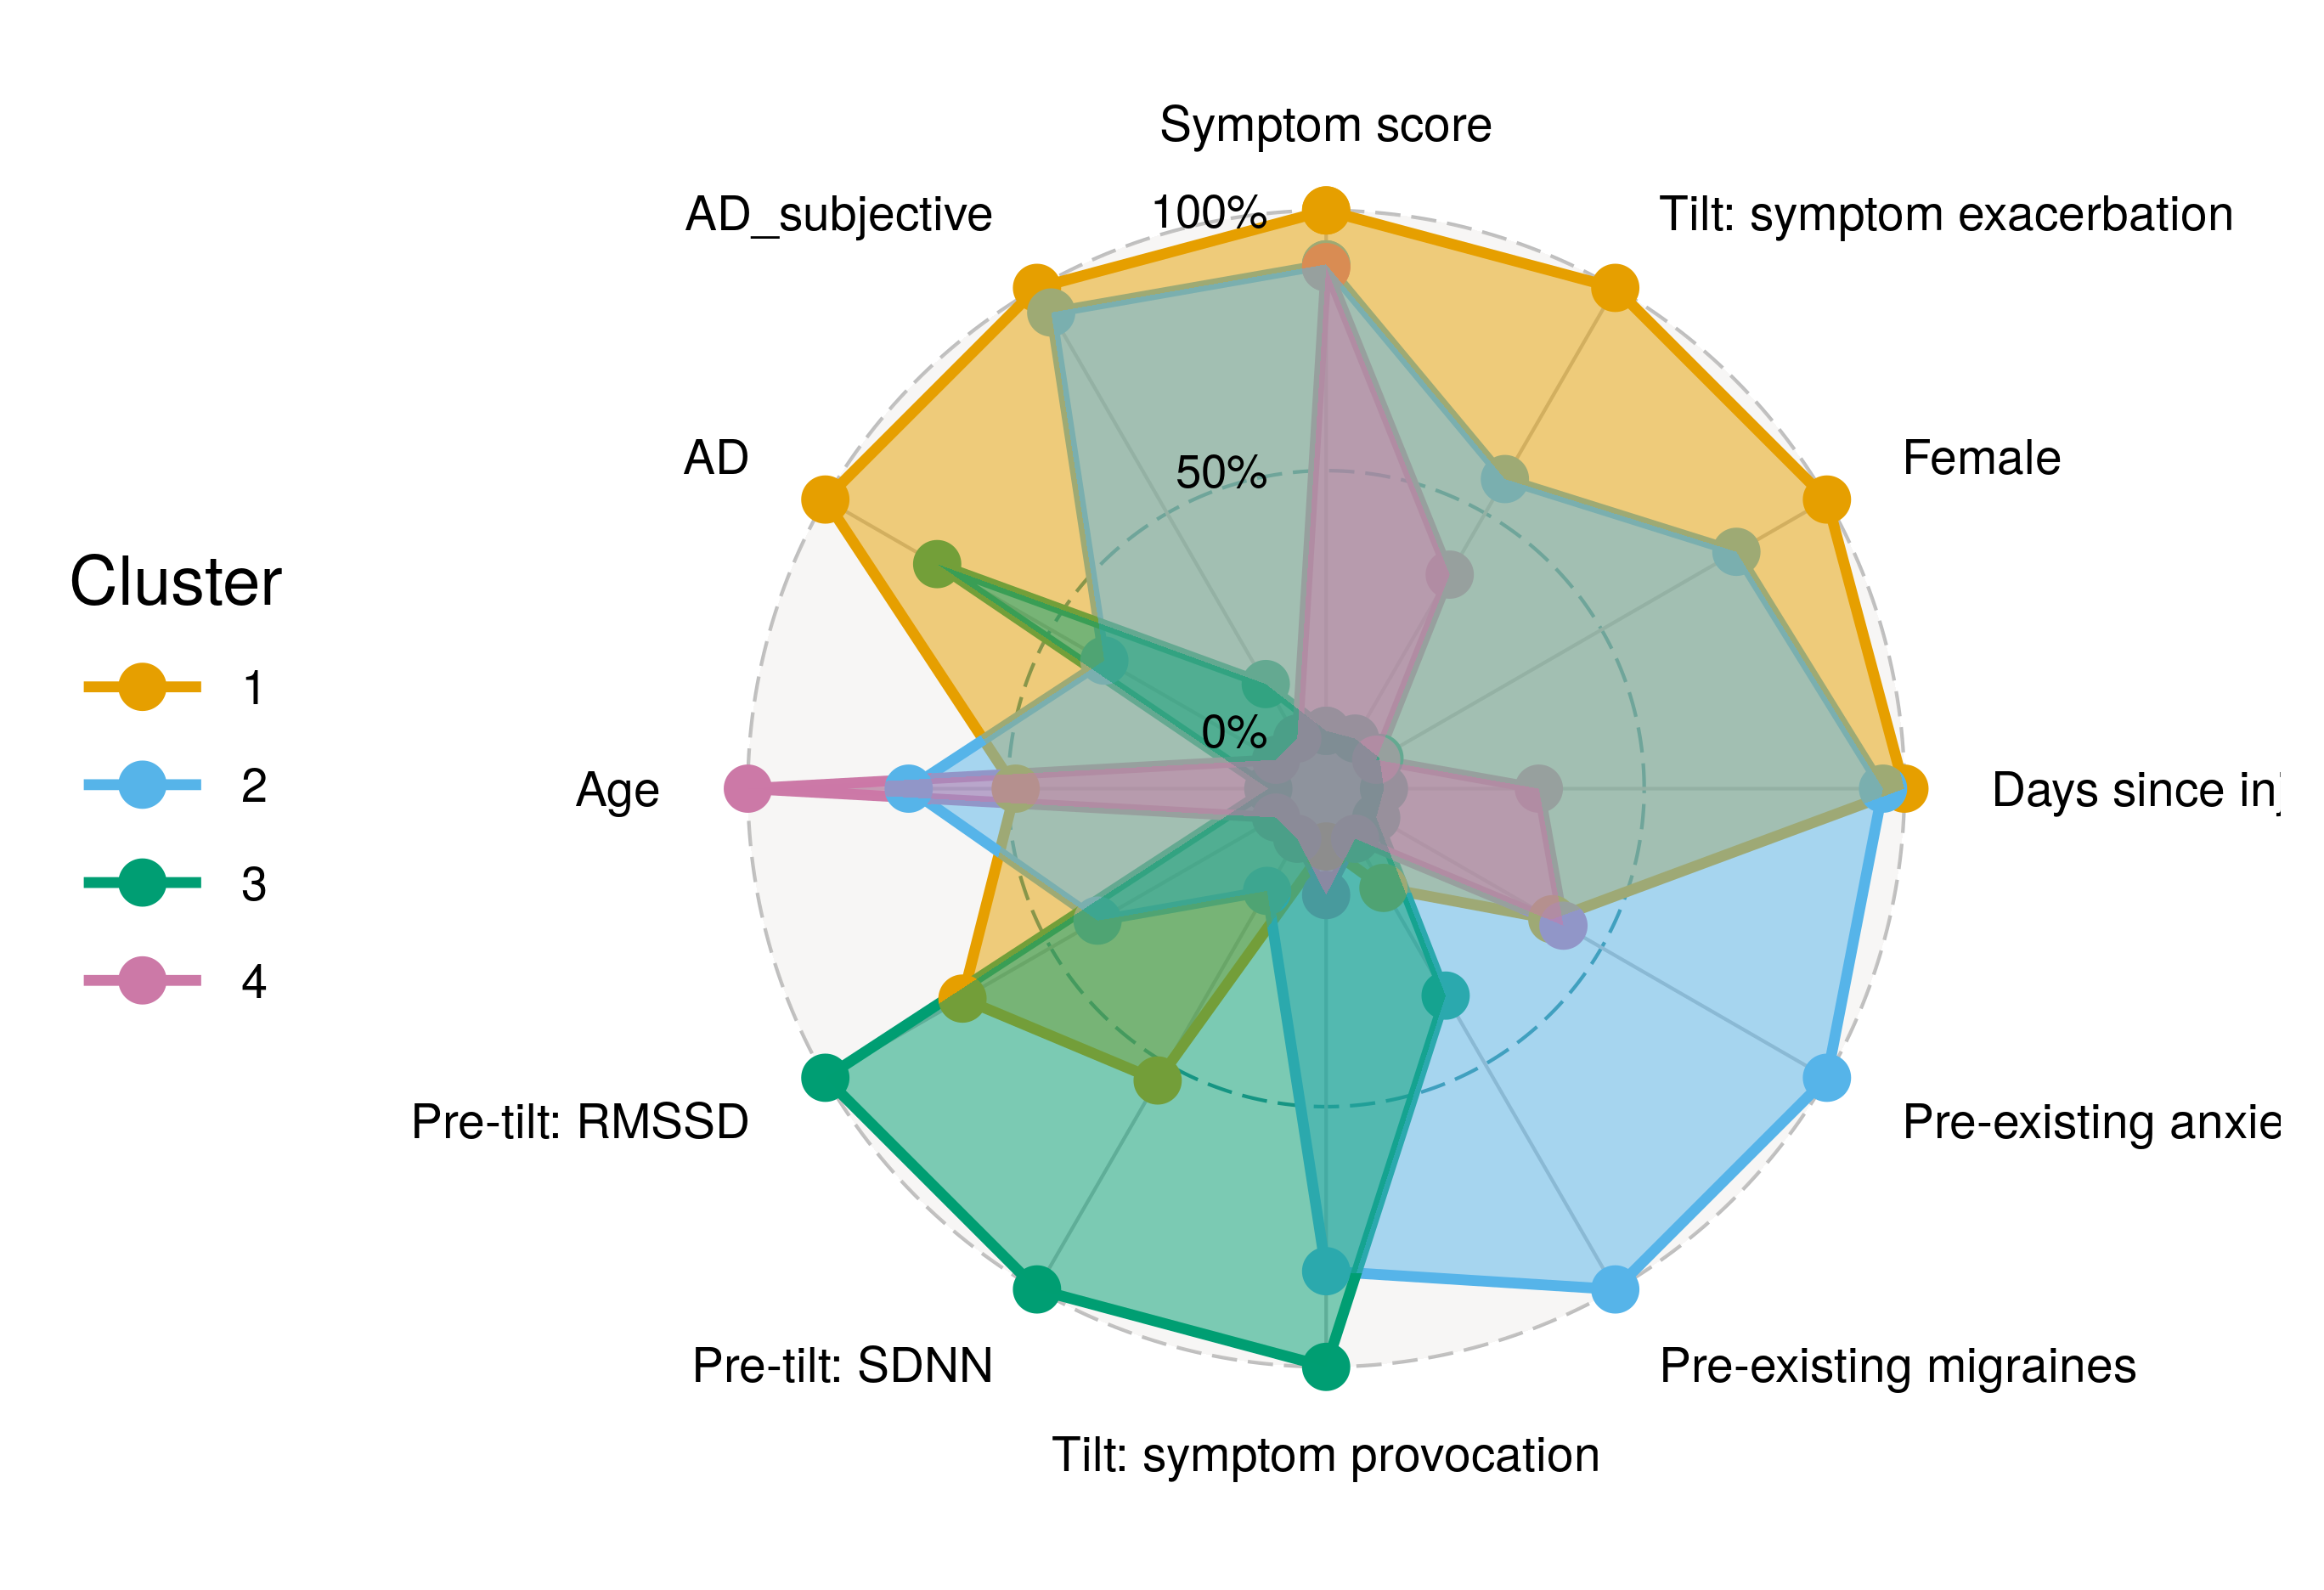 Symptom score
AD_subjective
100%
Tilt: symptom exacerbation
50%
AD
Female
Cluster
0%
1
2
3
4
Age
Days since inj
Pre-tilt: RMSSD
Pre-existing anxie
Pre-tilt: SDNN
Pre-existing migraines
Tilt: symptom provocation